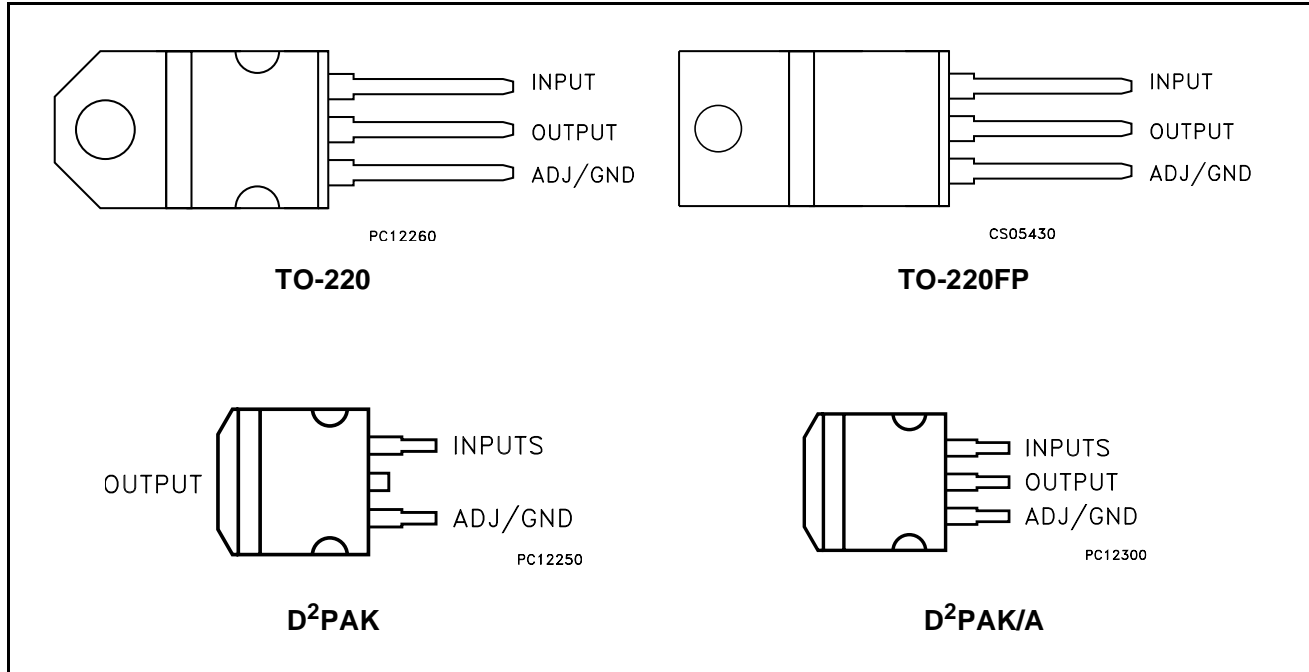 INPUT
OUTPUT
ADJ/GND
PC12260
TO-220
INPUT
OUTPUT
ADJ/GND
CS05430
TO-220FP
OUTPUT
INPUTS
ADJ/GND
PC12250
D²PAK
INPUTS
OUTPUT
ADJ/GND
PC12300
D²PAK/A